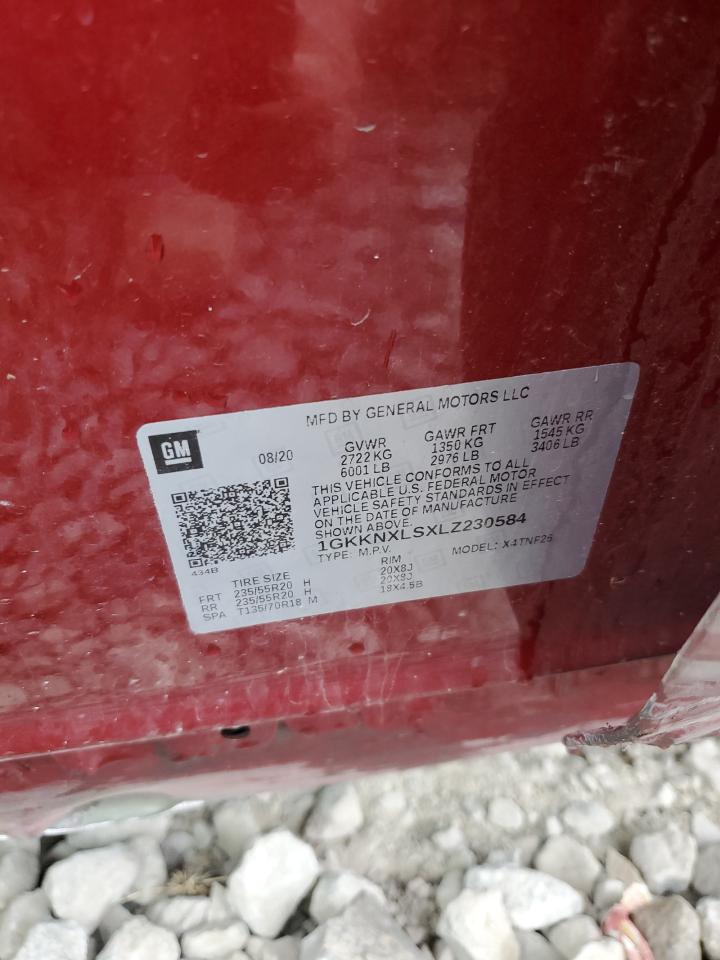 MFD BY GENERAL MOTORS LLC
GM
08/20
GVWR GAWR FRT GAWR RR
2722 KG 1350 KG 1545 KG
6001 LB 2976 LB 3406 LB
THIS VEHICLE CONFORMS TO ALL
APPLICABLE U.S. FEDERAL MOTOR
VEHICLE SAFETY STANDARDS IN EFFECT
ON THE DATE OF MANUFACTURE
SHOWN ABOVE.
1GKKNXLSXLZ230584
TYPE: M.P.V. MODEL: X4TNF26
434B
TIRE SIZE RIM
FRT 235/55R20 H 20X8J
RR 235/55R20 H 20X8J
SPA T135/70R18 M 18X4.5B